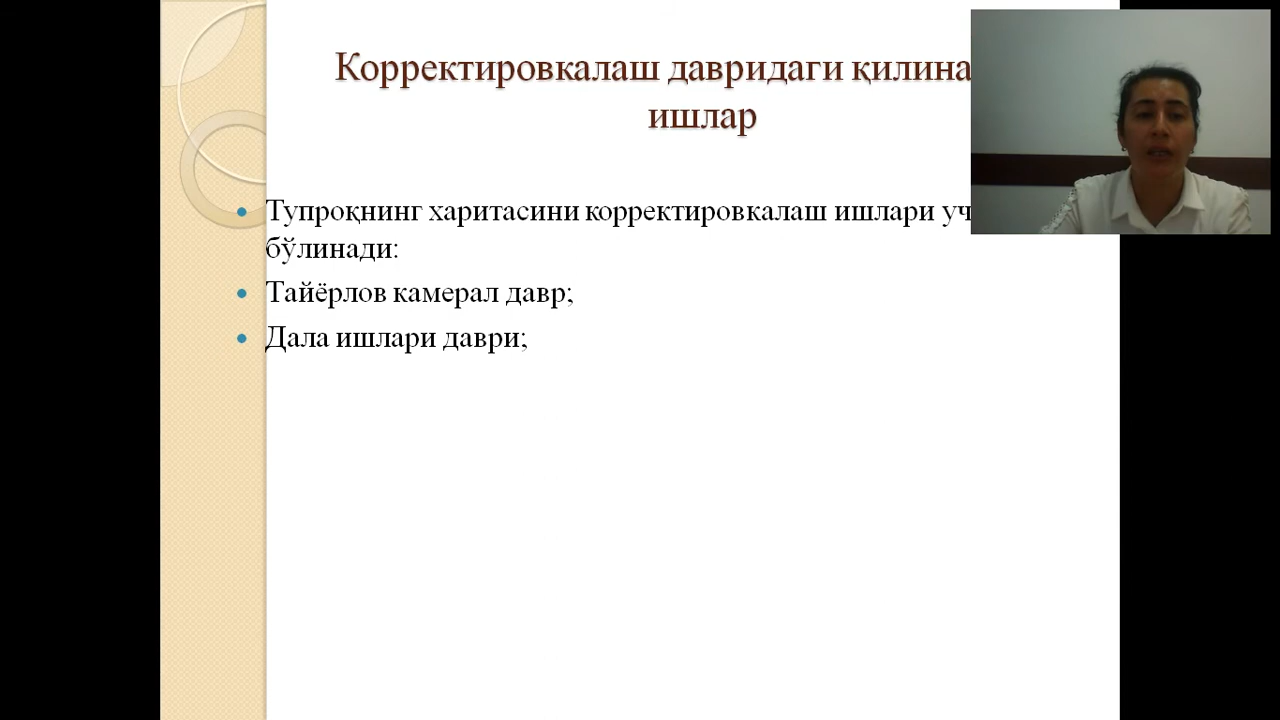 Корректировкалаш давридаги қилина
ишлар
Тупроқнинг харитасини корректировкалаш ишлари уч
бўлинади:
Тайёрлов камерал давр;
Дала ишлари даври;